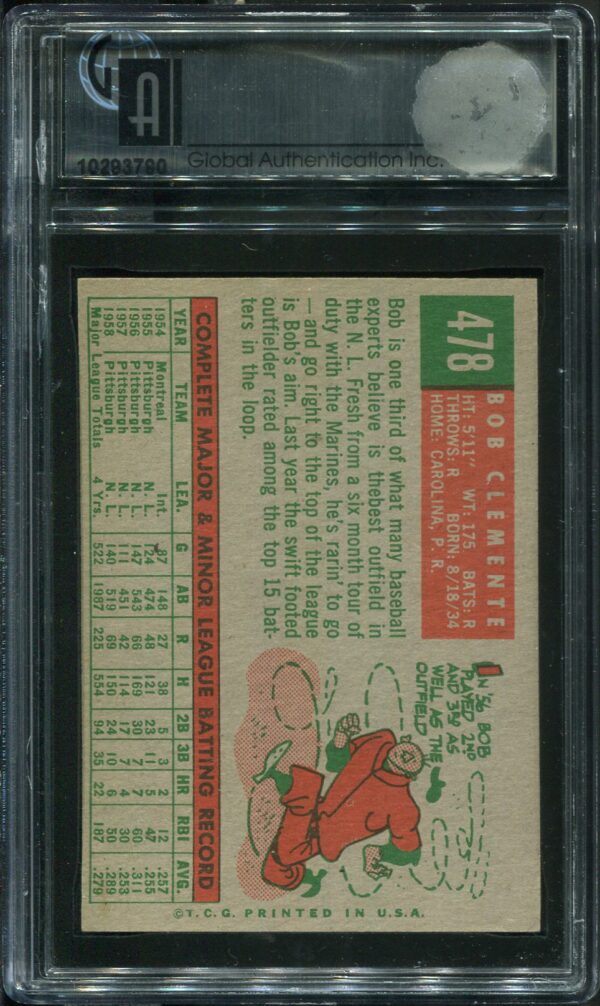 10293790
Global Authentication Inc.
478
BOB CLEMENTE
HT: 5'11" WT: 175 BATS: R
THROWS: R BORN: 8/18/34
HOME: CAROLINA, P. R.
Bob is one third of what many baseball
experts believe is thebest outfield in
the N. L. Fresh from a six month tour of
duty with the Marines, he's rarin' to go
—and go right to the top of the league
is Bob's aim. Last year the swift footed
outfielder rated among the top 15 bat-
ters in the loop.
IN '56 BOB
PLAYED 2ND
AND 3RD AS
WELL AS THE
OUTFIELD
COMPLETE MAJOR & MINOR LEAGUE BATTING RECORD
YEAR TEAM LEA. G AB R H 2B 3B HR RBI AVG.
1954 Montreal Int. 87 148 27 38 5 3 2 12 .257
1955 Pittsburgh N. L. 124 474 48 121 23 11 5 47 .255
1956 Pittsburgh N. L. 147 543 66 169 30 7 7 60 .311
1957 Pittsburgh N. L. 111 451 42 114 17 7 4 30 .253
1958 Pittsburgh N. L. 140 519 69 150 24 10 6 50 .289
Major League Totals 4 Yrs. 522 1987 225 554 94 35 22 187 .279
©T.C.G. PRINTED IN U.S.A.